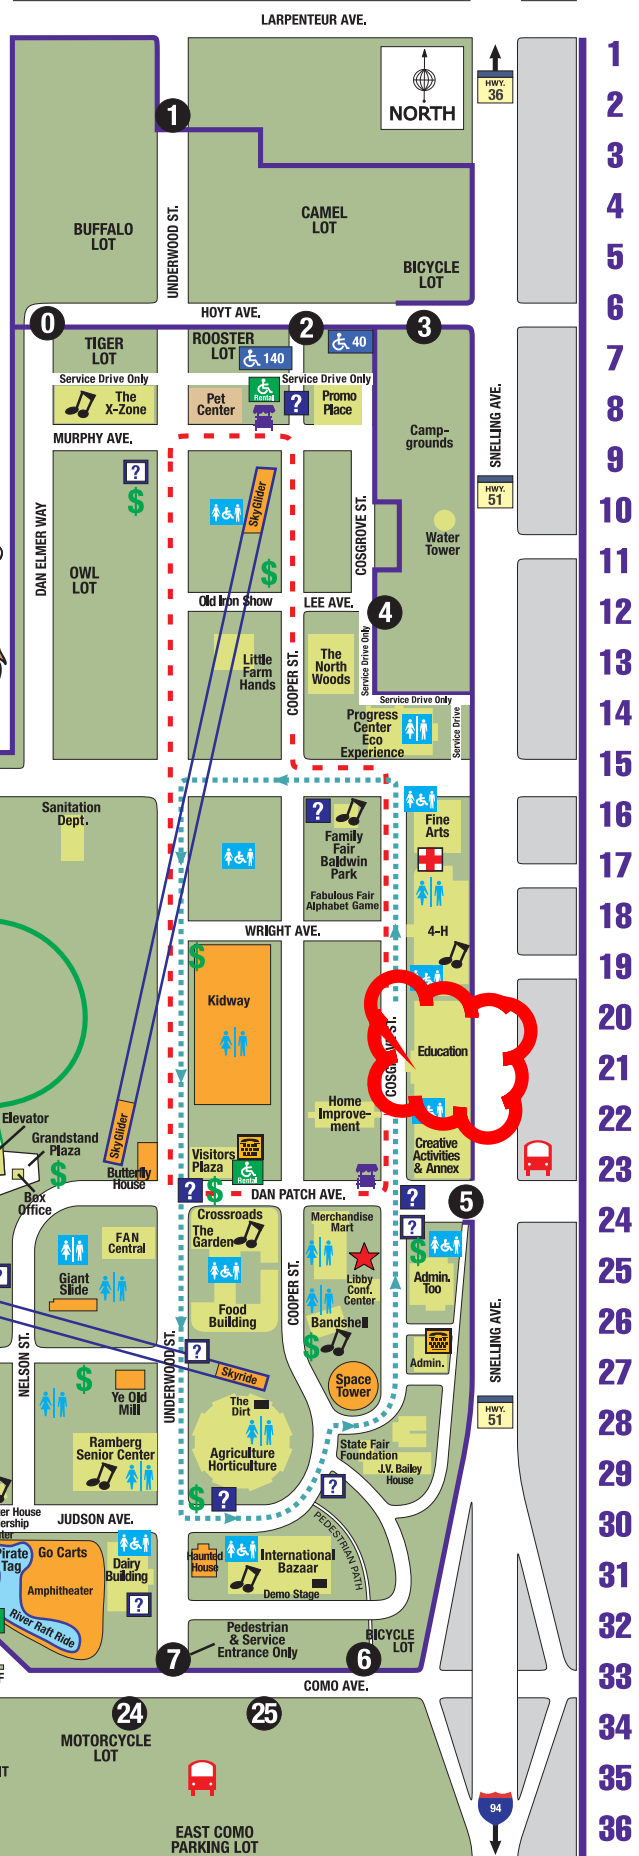 LARPENTEUR AVE.
1
HWY.
36
NORTH
2
1
3
UNDERWOOD ST.
CAMEL
LOT
4
BUFFALO
LOT
5
BICYCLE
LOT
6
HOYT AVE.
0
2
3
TIGER
LOT
ROOSTER
LOT
140
40
7
Service Drive Only
Service Drive Only
The
X-Zone
Pet
Center
Rental
?
Promo
Place
8
SNELLING AVE.
MURPHY AVE.
Camp-
grounds
9
?
$
SkyGlider
HWY.
51
10
DAN ELMER WAY
COSGROVE ST.
Water
Tower
11
OWL
LOT
$
Old Iron Show
LEE AVE.
4
12
Little
Farm
Hands
COOPER ST.
The
North
Woods
Service Drive Only
13
Service Drive Only
Progress
Center
Eco
Experience
Service Drive
14
15
Sanitation
Dept.
?
Family
Fair
Baldwin
Park
Fine
Arts
16
17
Fabulous Fair
Alphabet Game
18
WRIGHT AVE.
4-H
19
$
Kidway
20
Education
21
Home
Improve-
ment
22
Elevator
SkyGlider
Grandstand
Plaza
Visitors
Plaza
Rental
Creative
Activities
& Annex
23
$
Butterfly
House
Box
Office
?
$
DAN PATCH AVE.
?
5
24
Crossroads
The
Garden
Merchandise
Mart
?
$
FAN
Central
25
Giant
Slide
COOPER ST.
Libby
Conf.
Center
Admin.
Too
Food
Building
Bandshell
$
26
NELSON ST.
UNDERWOOD ST.
?
Skyride
Admin.
SNELLING AVE.
27
$
Ye Old
Mill
Space
Tower
HWY.
51
28
The
Dirt
Ramberg
Senior Center
Agriculture
Horticulture
State Fair
Foundation
J.V. Bailey
House
29
$
?
?
30
JUDSON AVE.
PEDESTRIAN PATH
Go Carts
Dairy
Building
Haunted
House
International
Bazaar
31
Tag
Amphitheater
?
Demo Stage
River Raft Ride
Pedestrian
& Service
Entrance Only
BICYCLE
LOT
32
7
6
33
COMO AVE.
24
25
34
MOTORCYCLE
LOT
35
94
EAST COMO
PARKING LOT
36